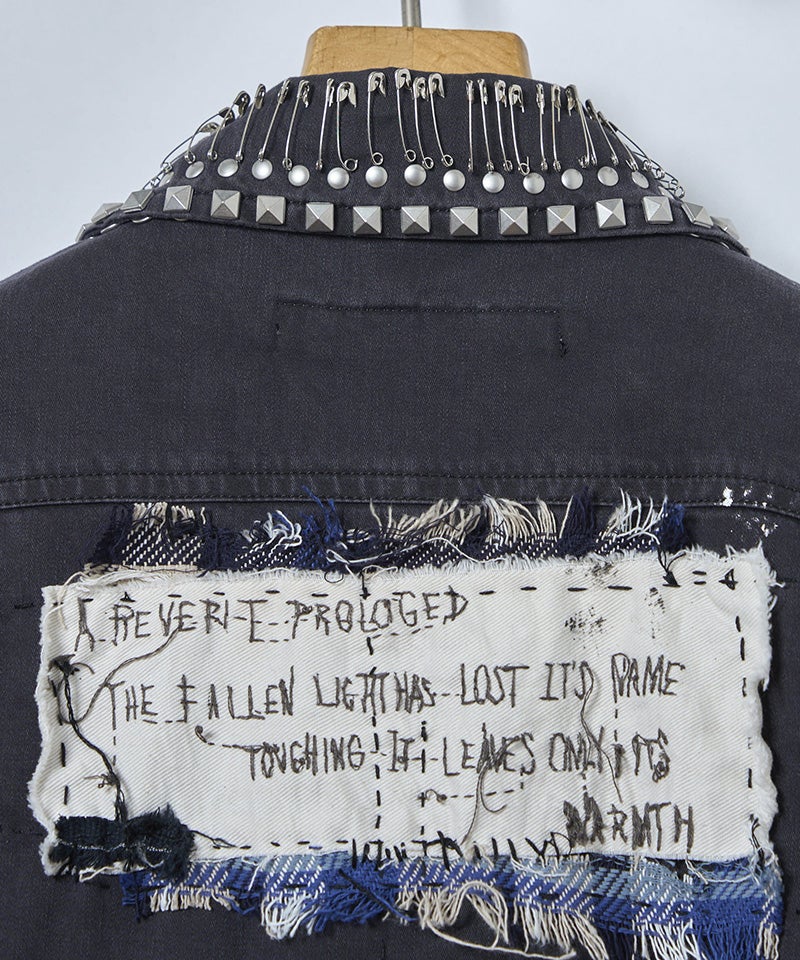 A REVERIE PROLOGED
THE FALLEN LIGHT HAS LOST IT'S NAME
TOUCHING IT LEAVES ONLY ITS
WARMTH